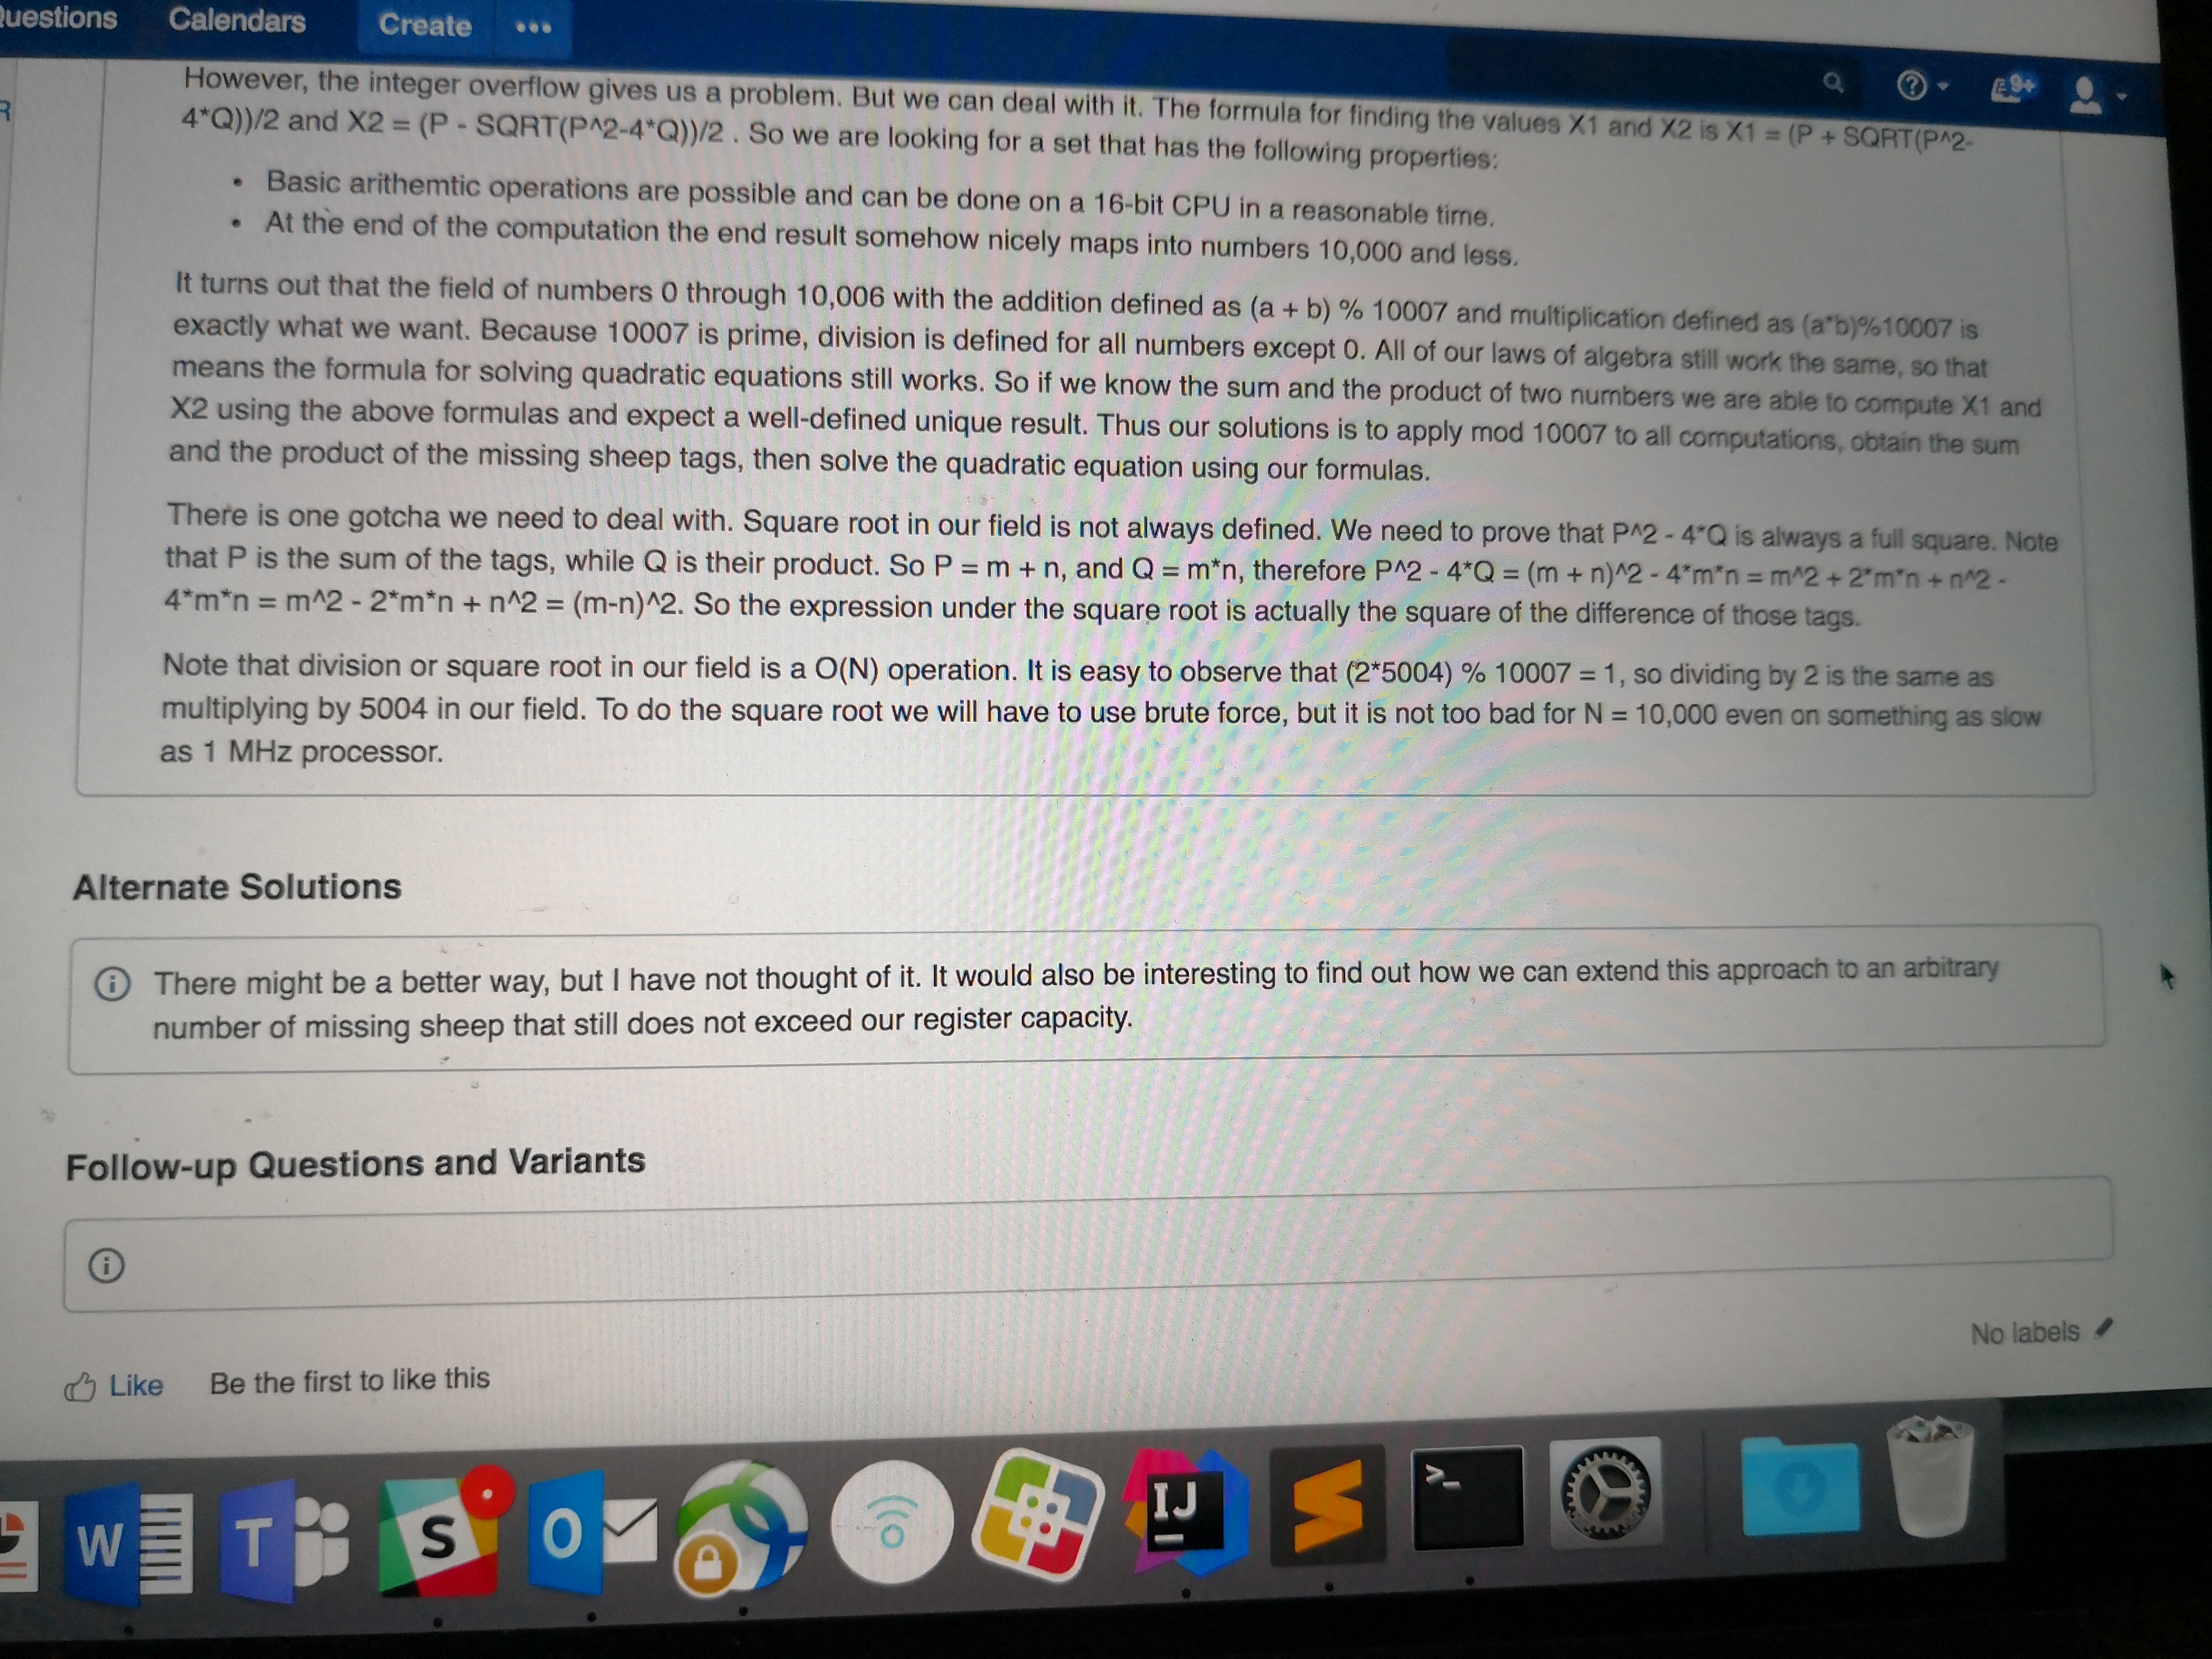 Questions Calendars Create •••
9+
However, the integer overflow gives us a problem. But we can deal with it. The formula for finding the values X1 and X2 is X1 = (P + SQRT(P^2-
4*Q))/2 and X2 = (P - SQRT(P^2-4*Q))/2 . So we are looking for a set that has the following properties:
• Basic arithemtic operations are possible and can be done on a 16-bit CPU in a reasonable time.
• At the end of the computation the end result somehow nicely maps into numbers 10,000 and less.
It turns out that the field of numbers 0 through 10,006 with the addition defined as (a + b) % 10007 and multiplication defined as (a*b)%10007 is
exactly what we want. Because 10007 is prime, division is defined for all numbers except 0. All of our laws of algebra still work the same, so that
means the formula for solving quadratic equations still works. So if we know the sum and the product of two numbers we are able to compute X1 and
X2 using the above formulas and expect a well-defined unique result. Thus our solutions is to apply mod 10007 to all computations, obtain the sum
and the product of the missing sheep tags, then solve the quadratic equation using our formulas.
There is one gotcha we need to deal with. Square root in our field is not always defined. We need to prove that P^2 - 4*Q is always a full square. Note
that P is the sum of the tags, while Q is their product. So P = m + n, and Q = m*n, therefore P^2 - 4*Q = (m + n)^2 - 4*m*n = m^2 + 2*m*n + n^2 -
4*m*n = m^2 - 2*m*n + n^2 = (m-n)^2. So the expression under the square root is actually the square of the difference of those tags.
Note that division or square root in our field is a O(N) operation. It is easy to observe that (2*5004) % 10007 = 1, so dividing by 2 is the same as
multiplying by 5004 in our field. To do the square root we will have to use brute force, but it is not too bad for N = 10,000 even on something as slow
as 1 MHz processor.
Alternate Solutions
There might be a better way, but I have not thought of it. It would also be interesting to find out how we can extend this approach to an arbitrary
number of missing sheep that still does not exceed our register capacity.
Follow-up Questions and Variants
No labels
Like Be the first to like this
W T S O IJ >_